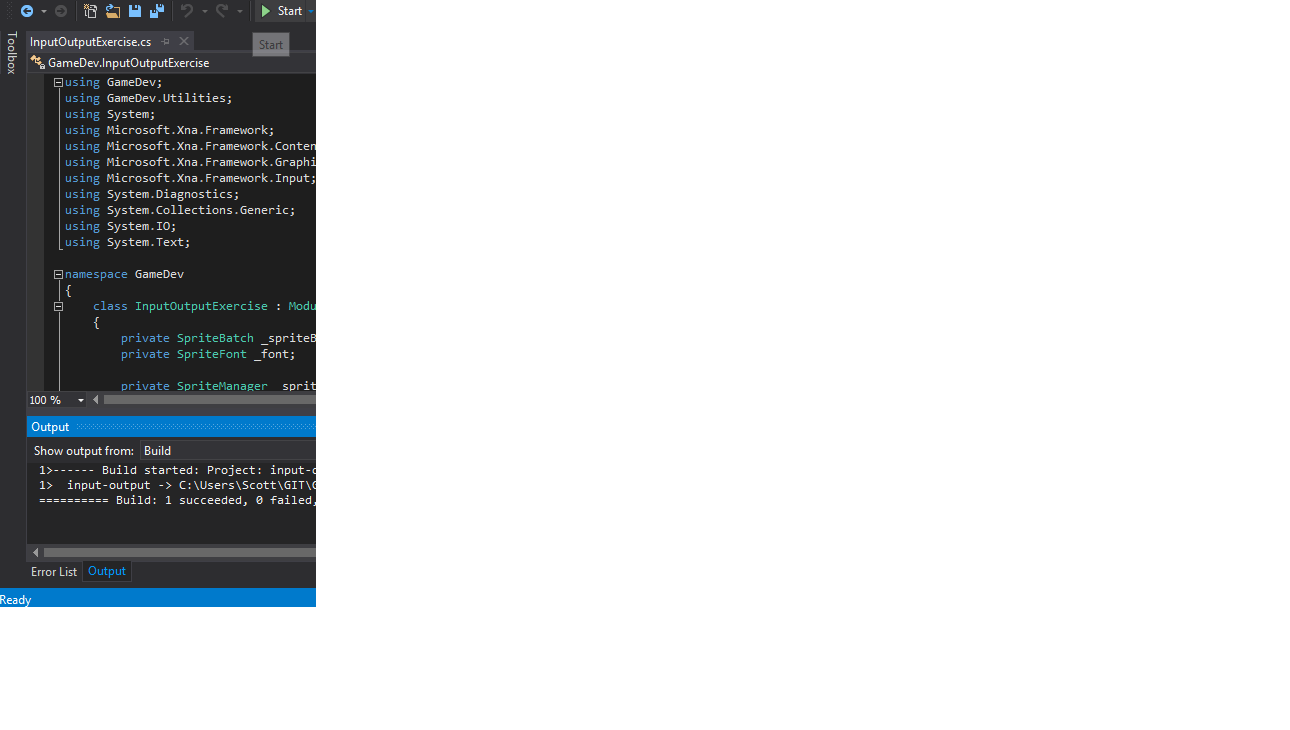 Start
Toolbox
InputOutputExercise.cs
Start
GameDev.InputOutputExercise
using GameDev;
using GameDev.Utilities;
using System;
using Microsoft.Xna.Framework;
using Microsoft.Xna.Framework.Conten
using Microsoft.Xna.Framework.Graphi
using Microsoft.Xna.Framework.Input;
using System.Diagnostics;
using System.Collections.Generic;
using System.IO;
using System.Text;
namespace GameDev
{
class InputOutputExercise : Modu
{
private SpriteBatch _spriteB
private SpriteFont _font;
private SpriteManager _sprit
100 %
Output
Show output from: Build
1>------ Build started: Project: input-o
1>  input-output -> C:\Users\Scott\GIT\G
========== Build: 1 succeeded, 0 failed,
Error List Output
Ready